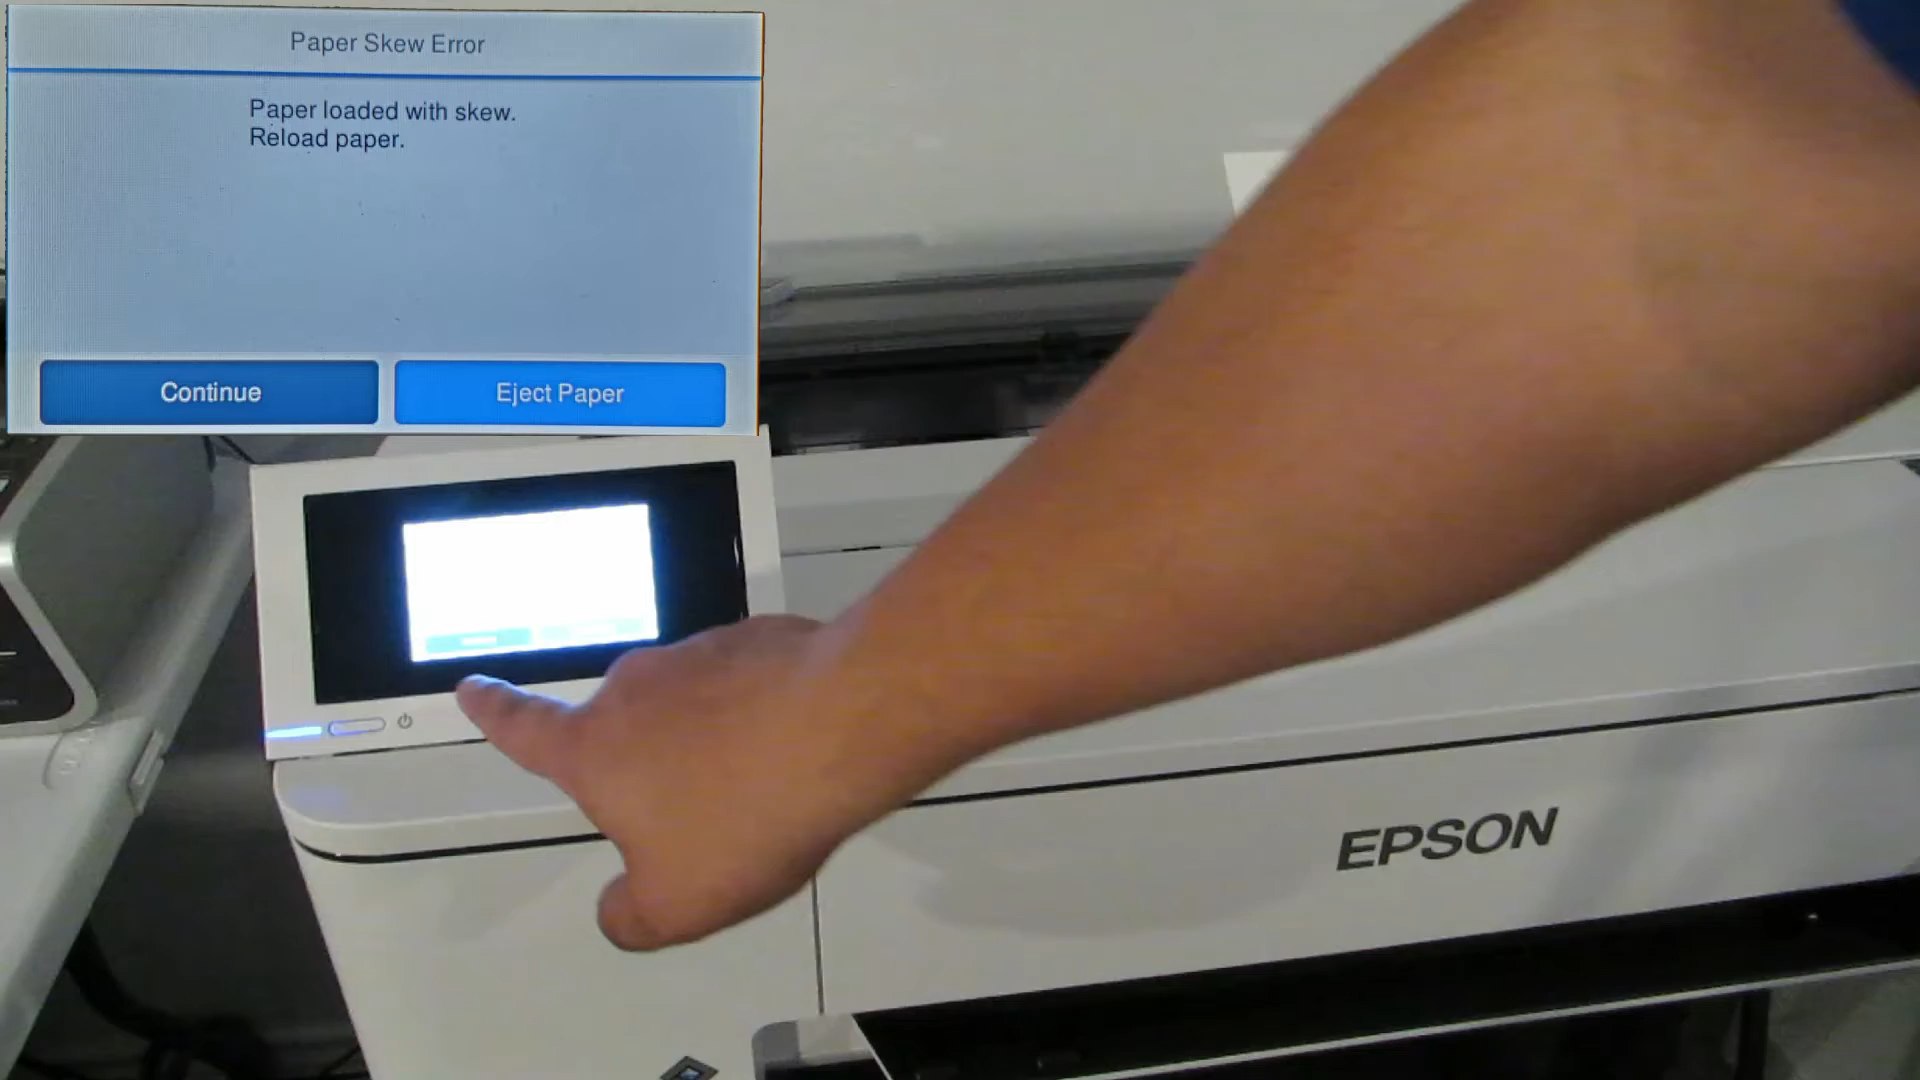 Paper Skew Error
Paper loaded with skew.
Reload paper.
Continue
Eject Paper
EPSON